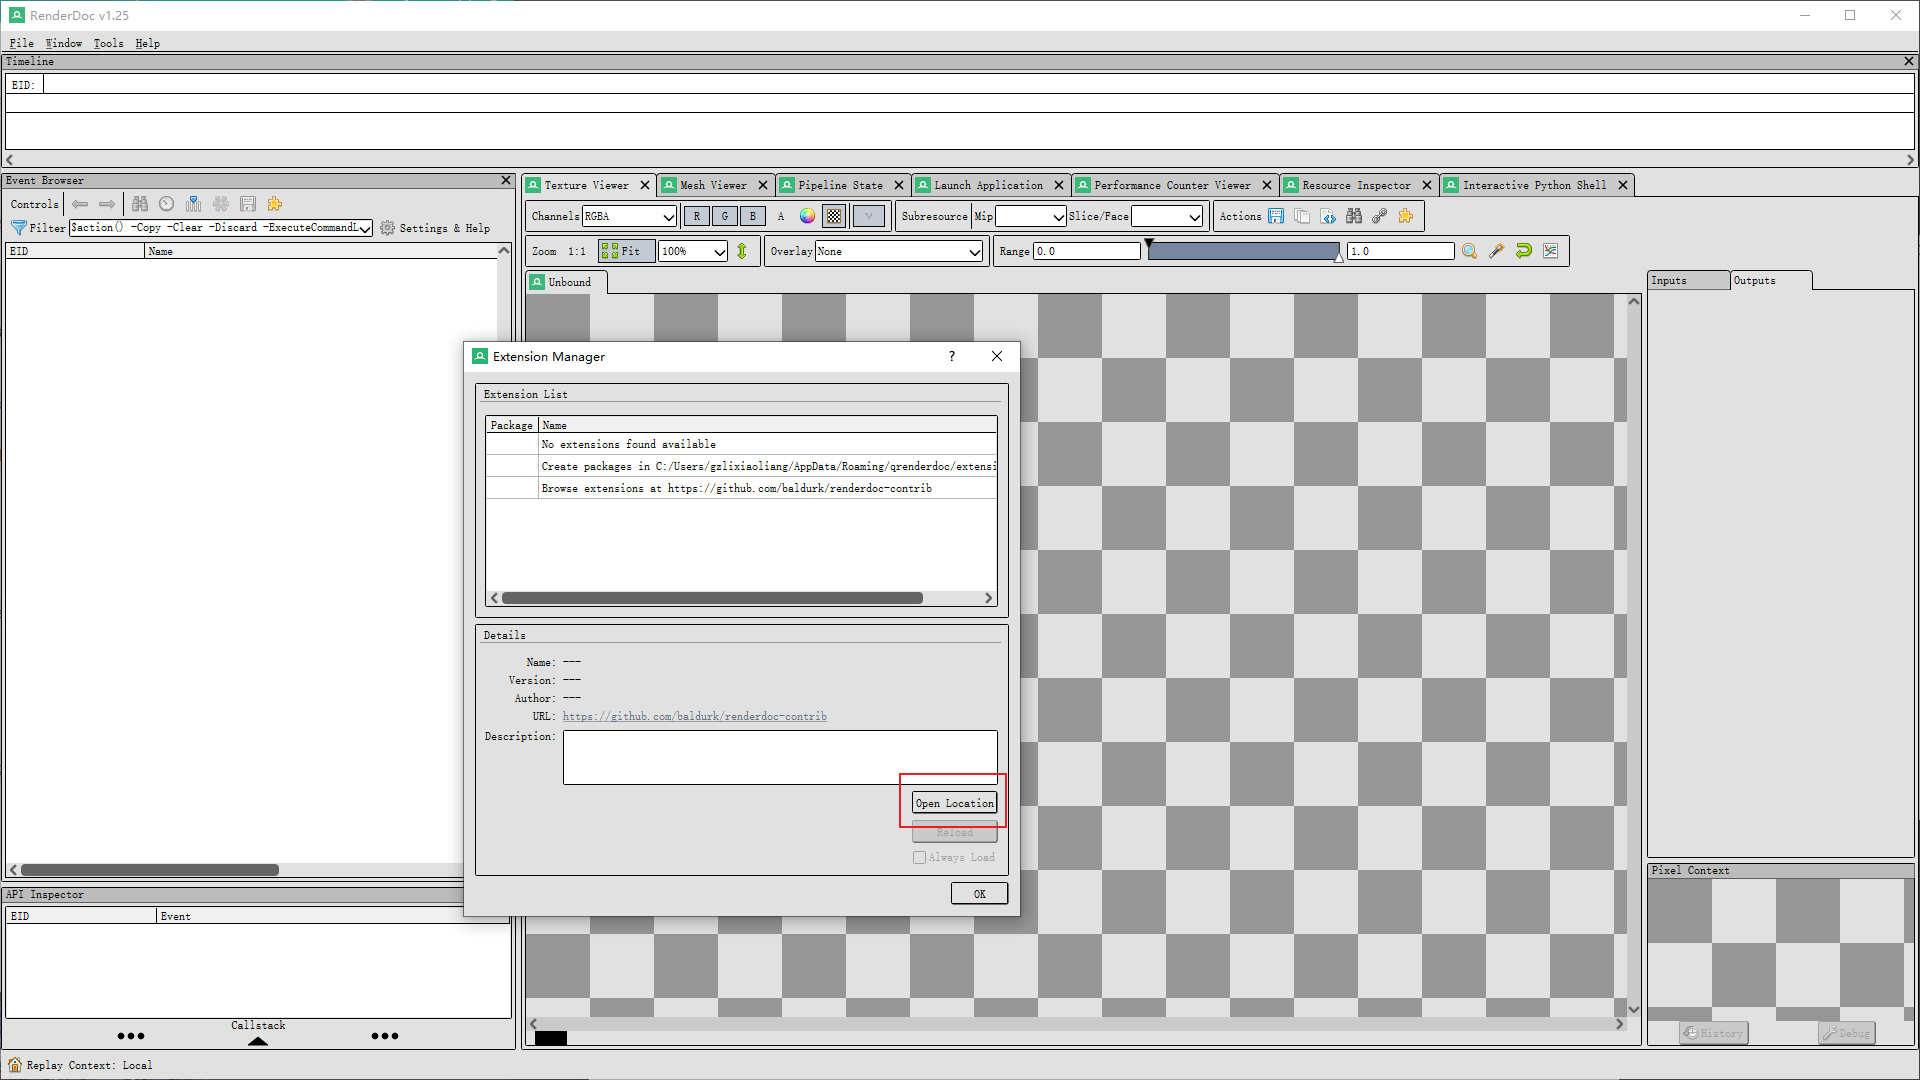 RenderDoc v1.25
File Window Tools Help
Timeline
EID:
Event Browser
Controls
Filter $action() -Copy -Clear -Discard -ExecuteCommandL Settings & Help
EID Name
API Inspector
EID Event
Callstack
Texture Viewer Mesh Viewer Pipeline State Launch Application Performance Counter Viewer Resource Inspector Interactive Python Shell
Channels RGBA R G B A γ Subresource Mip Slice/Face Actions
Zoom 1:1 Fit 100% Overlay None Range 0.0 1.0
Unbound
Inputs Outputs
Extension Manager ?
Extension List
Package Name
No extensions found available
Create packages in C:/Users/gzlixiaoliang/AppData/Roaming/qrenderdoc/extensi
Browse extensions at https://github.com/baldurk/renderdoc-contrib
Details
Name: ---
Version: ---
Author: ---
URL: https://github.com/baldurk/renderdoc-contrib
Description:
Open Location
Reload
Always Load
OK
Pixel Context
History Debug
Replay Context: Local